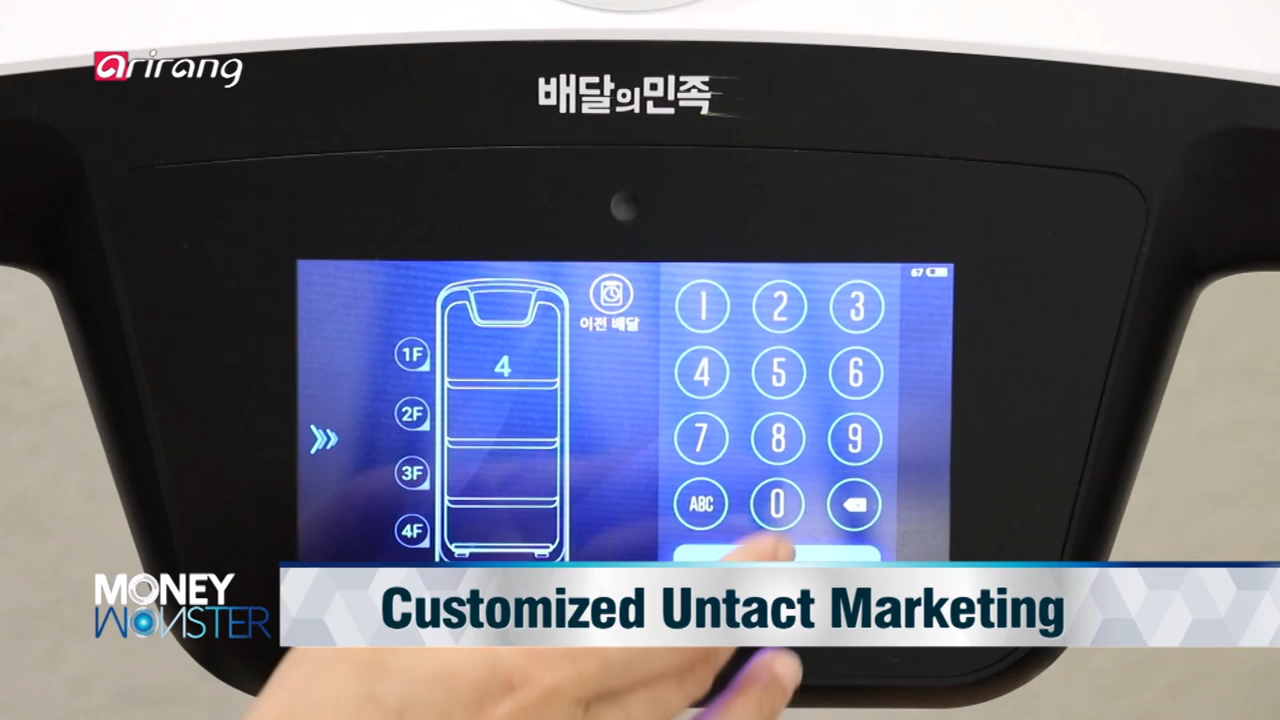 arirang
배달의민족
67
이전 배달
1F
2F
3F
4F
4
1 2 3
4 5 6
7 8 9
ABC 0
MONEY
MONSTER
Customized Untact Marketing